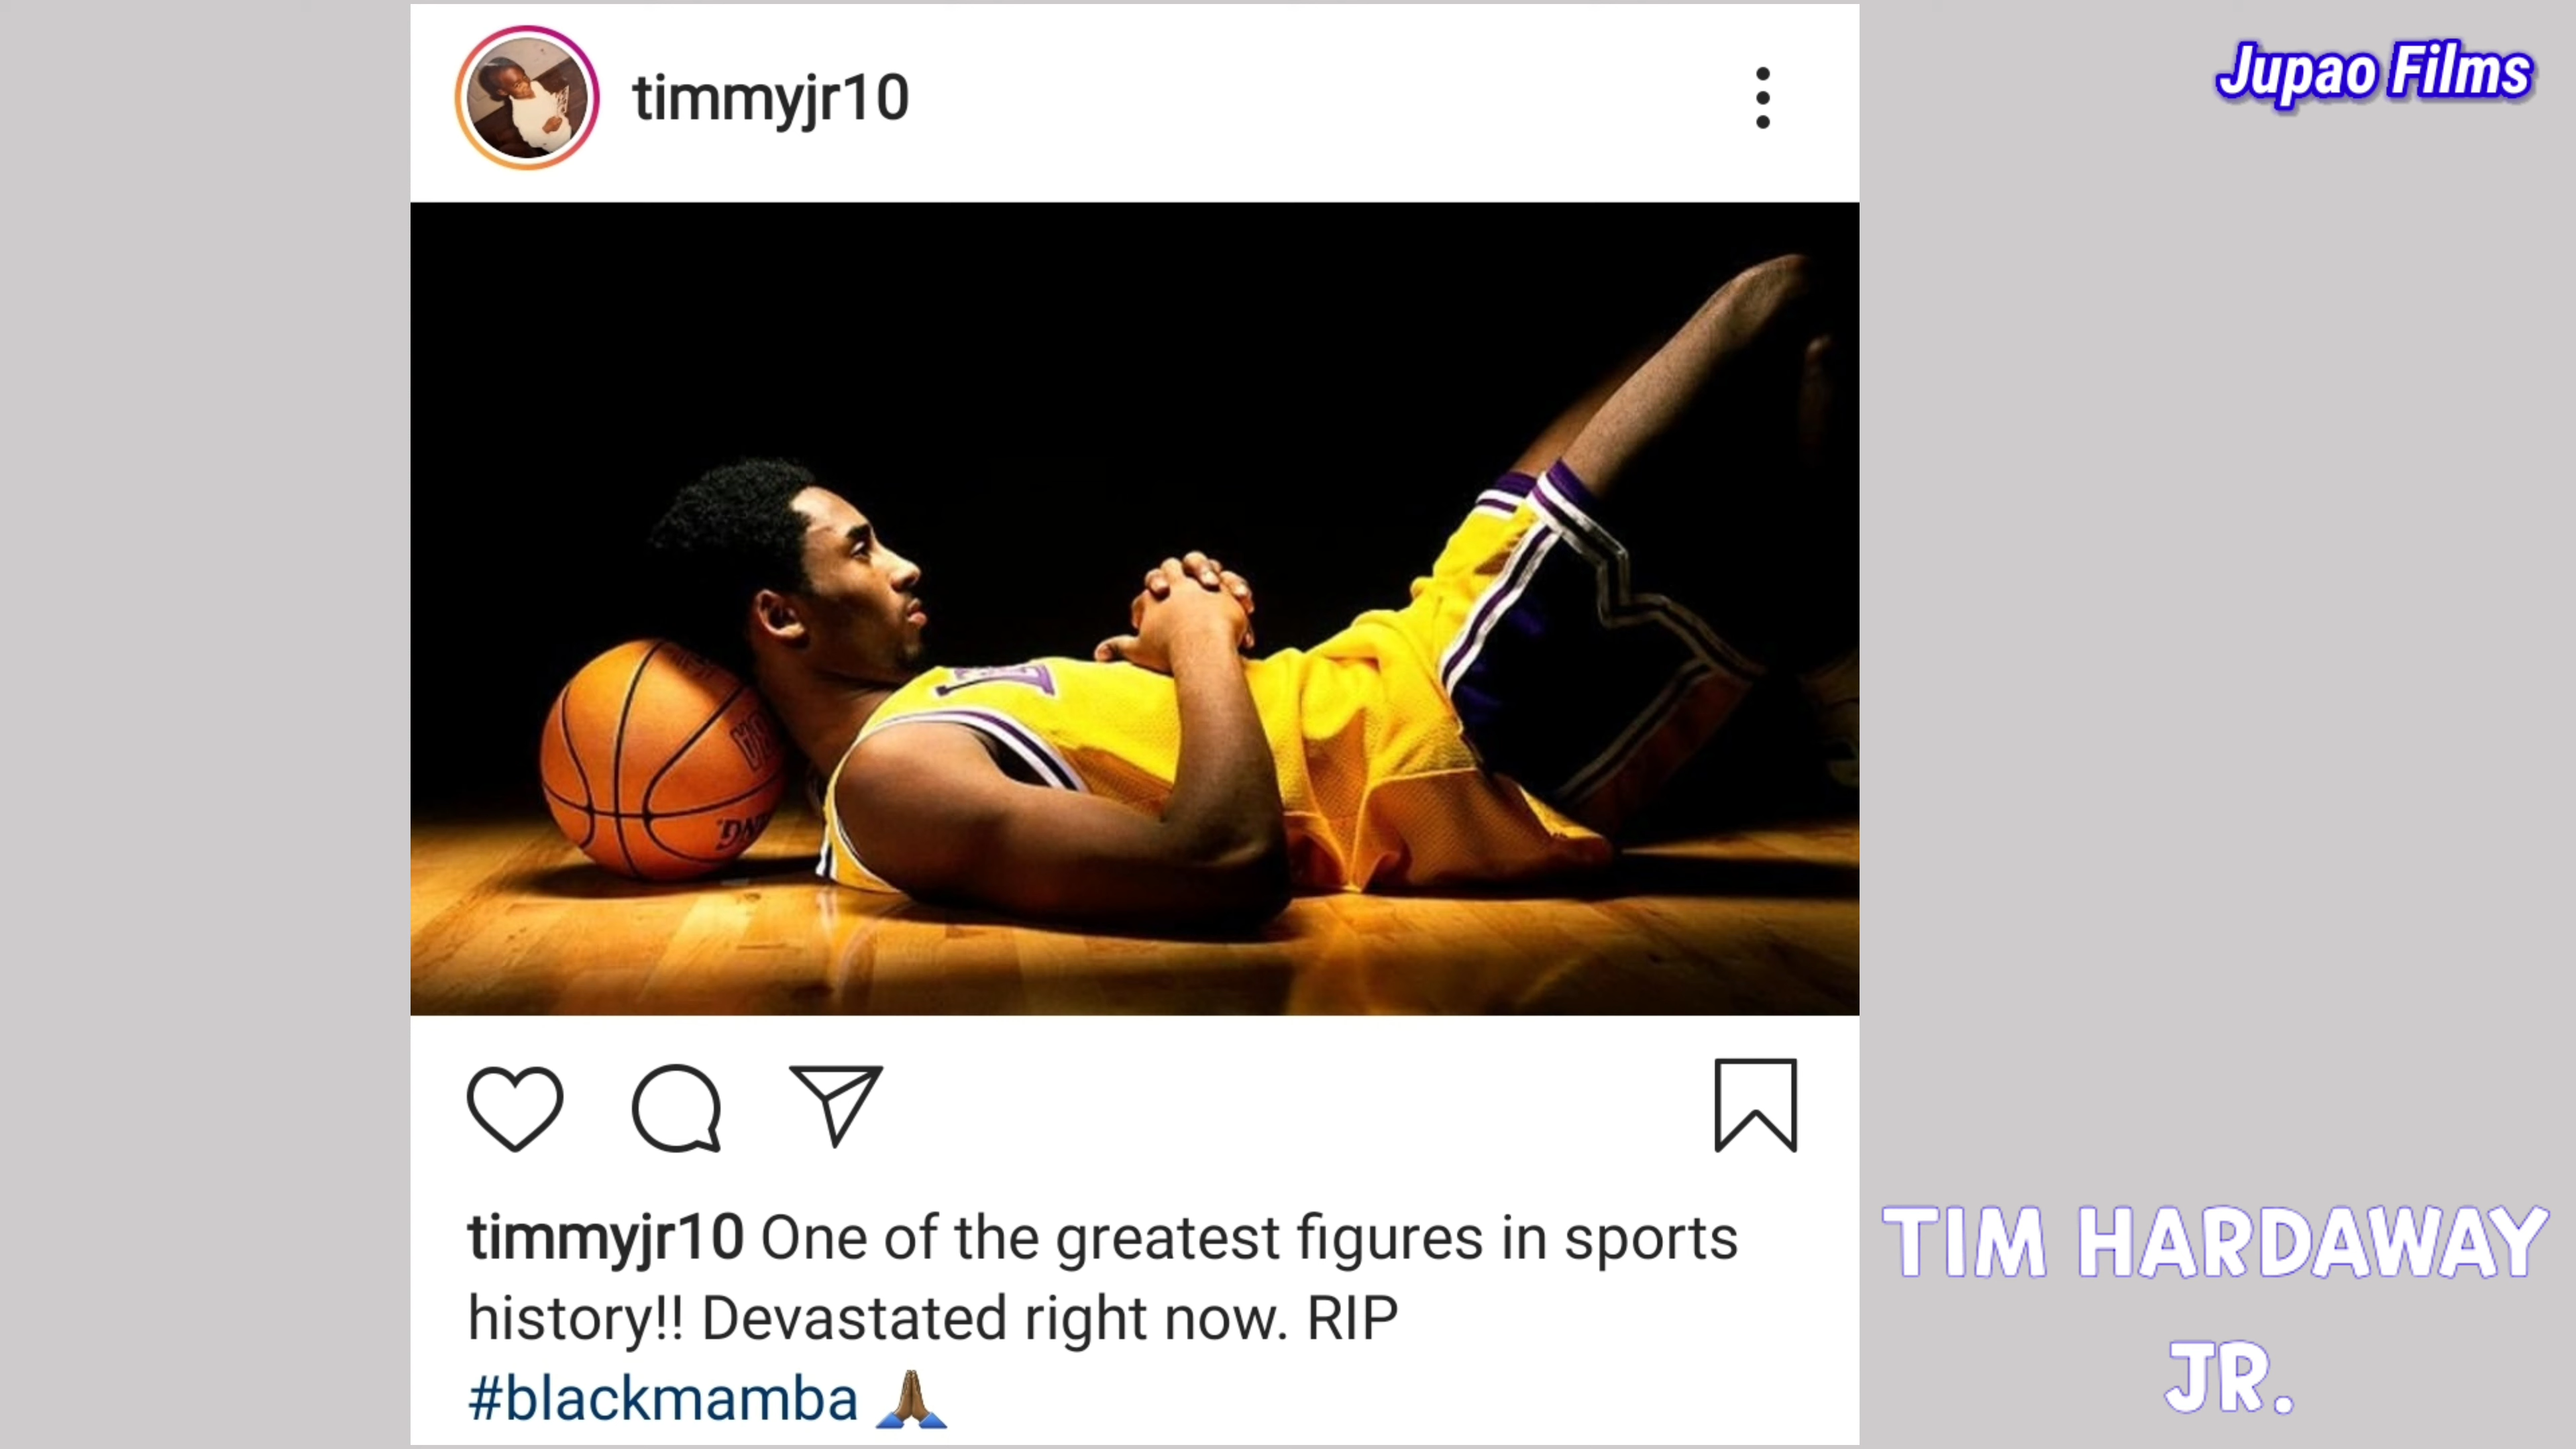 timmyjr10
Jupao Films
timmyjr10 One of the greatest figures in sports
history!! Devastated right now. RIP
#blackmamba 🙏🏾
TIM HARDAWAY
JR.